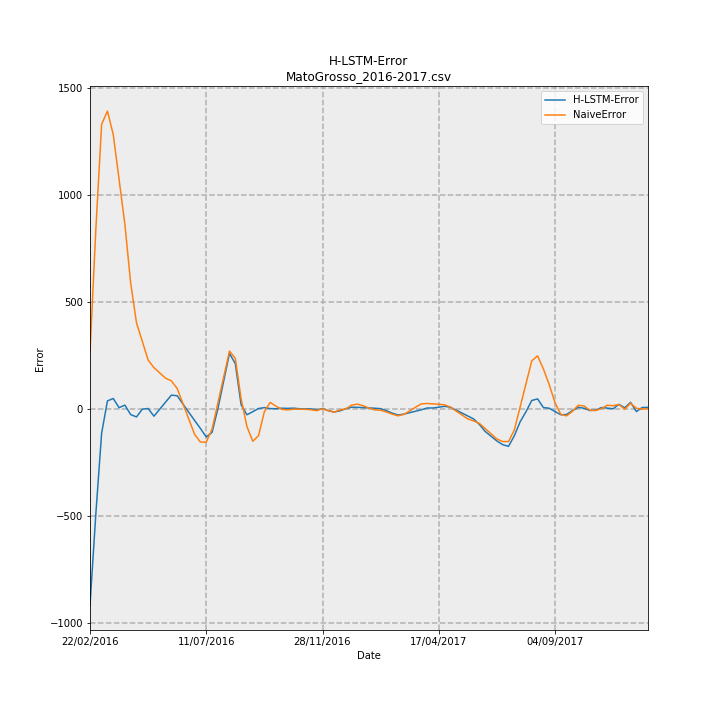 H-LSTM-Error
MatoGrosso_2016-2017.csv
H-LSTM-Error
NaiveError
1500
1000
500
0
−500
−1000
Error
22/02/2016
11/07/2016
28/11/2016
17/04/2017
04/09/2017
Date